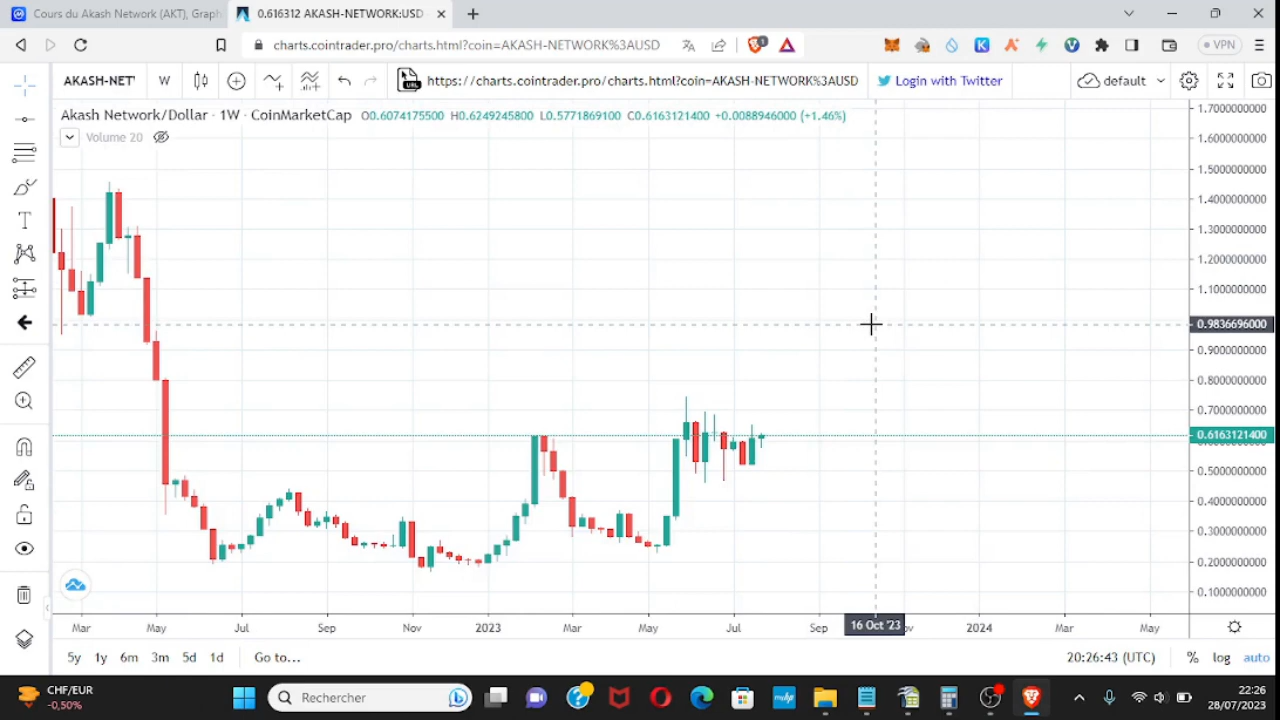 Cours du Akash Network (AKT), Graph
0.616312 AKASH-NETWORK:USD
charts.cointrader.pro/charts.html?coin=AKASH-NETWORK%3AUSD
1
VPN
AKASH-NET
W
URL
https://charts.cointrader.pro/charts.html?coin=AKASH-NETWORK%3AUSD
Login with Twitter
default
Akash Network/Dollar · 1W · CoinMarketCap O0.6074175500 H0.6249245800 L0.5771869100 C0.6163121400 +0.0088946000 (+1.46%)
Volume 20
1.7000000000
1.6000000000
1.5000000000
1.4000000000
1.3000000000
1.2000000000
1.1000000000
0.9836696000
0.9000000000
0.8000000000
0.7000000000
0.6163121400
0.5000000000
0.4000000000
0.3000000000
0.2000000000
0.1000000000
Mar May Jul Sep Nov 2023 Mar May Jul Sep 16 Oct '23 2024 Mar May
5y 1y 6m 3m 5d 1d Go to... 20:26:43 (UTC) % log auto
CHF/EUR
-0,50%
Rechercher
22:26
28/07/2023